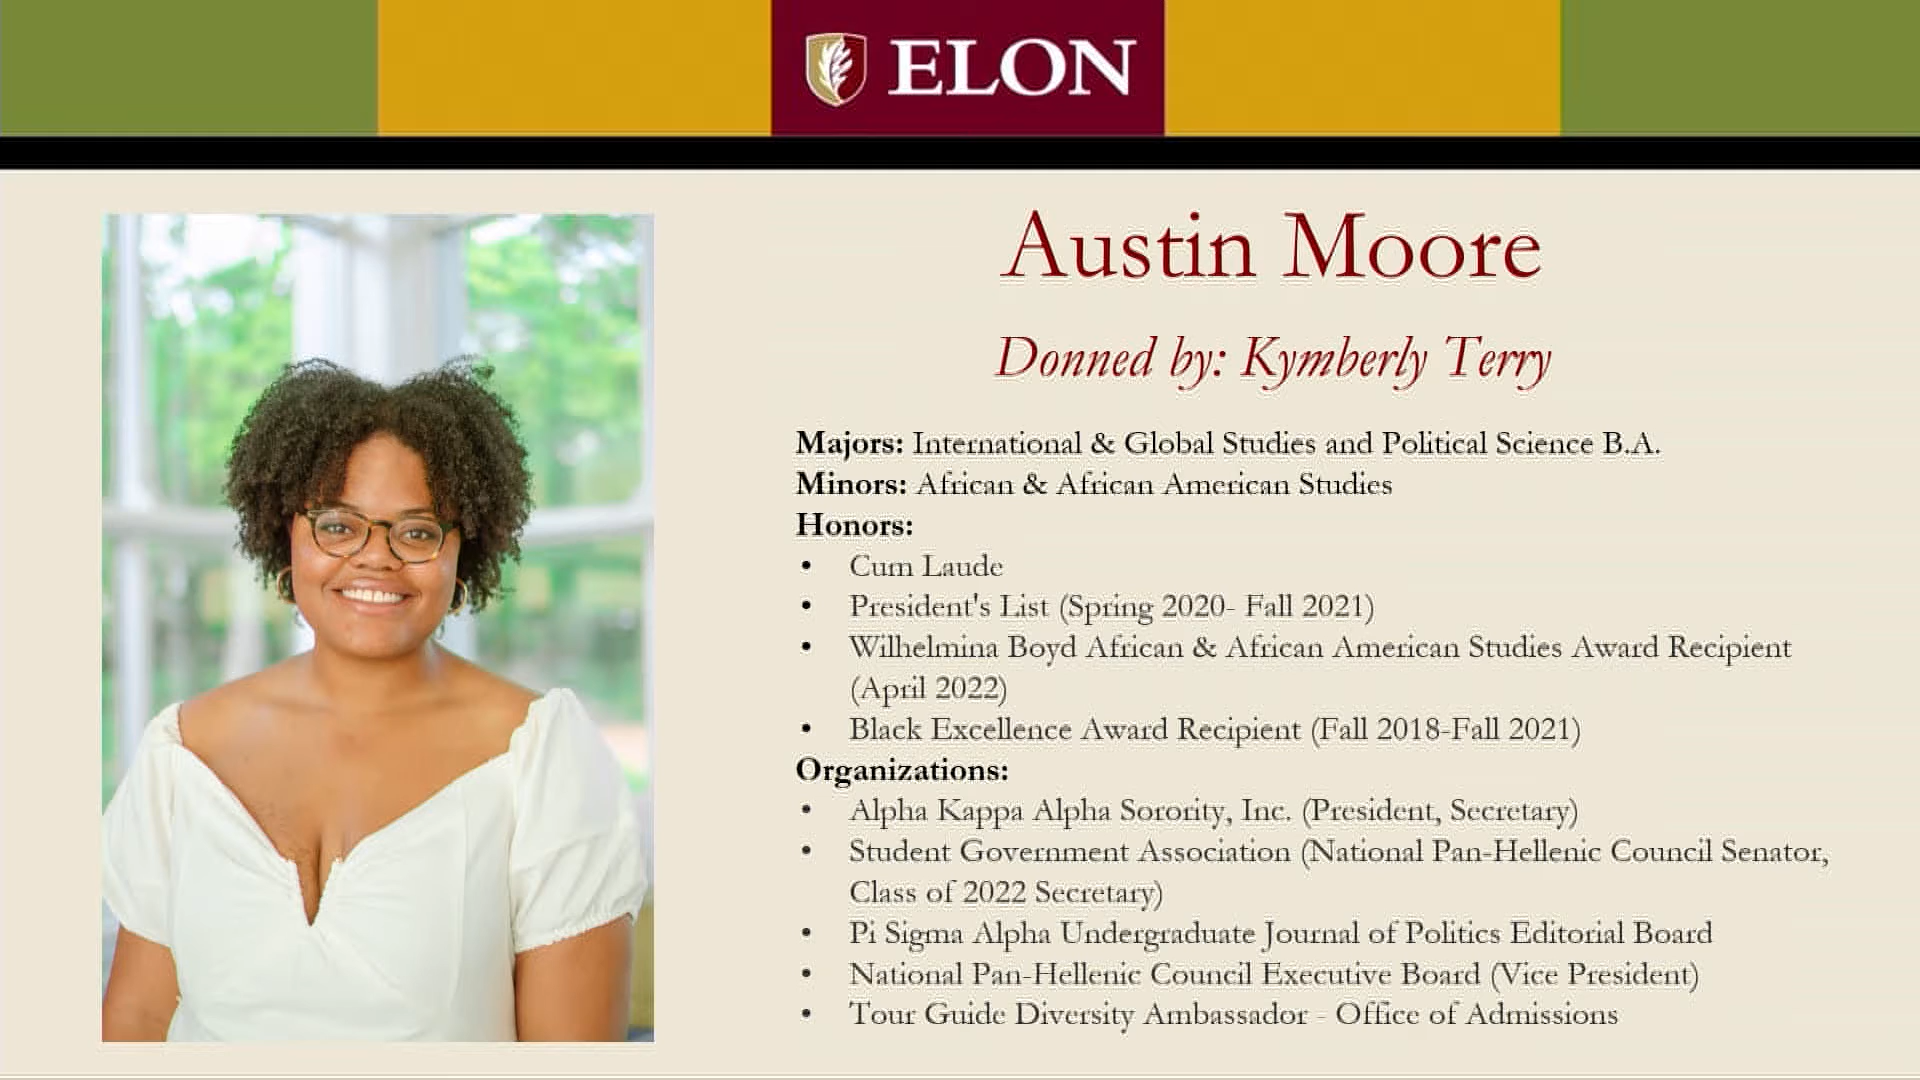 ELON
Austin Moore
Donned by: Kymberly Terry
Majors: International & Global Studies and Political Science B.A.
Minors: African & African American Studies
Honors:
• Cum Laude
• President's List (Spring 2020- Fall 2021)
• Wilhelmina Boyd African & African American Studies Award Recipient
(April 2022)
• Black Excellence Award Recipient (Fall 2018-Fall 2021)
Organizations:
• Alpha Kappa Alpha Sorority, Inc. (President, Secretary)
• Student Government Association (National Pan-Hellenic Council Senator,
Class of 2022 Secretary)
• Pi Sigma Alpha Undergraduate Journal of Politics Editorial Board
• National Pan-Hellenic Council Executive Board (Vice President)
• Tour Guide Diversity Ambassador - Office of Admissions